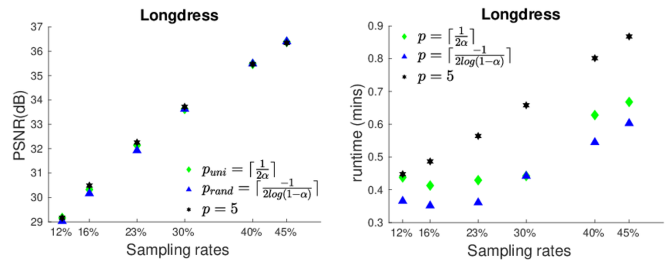 Longdress
37
36
35
34
33
32
31
30
29
PSNR(dB)
p_uni = ⌈1/2α⌉
p_rand = ⌈-1/2log(1-α)⌉
p = 5
12% 16% 23% 30% 40% 45%
Sampling rates
Longdress
0.9
0.8
0.7
0.6
0.5
0.4
0.3
runtime (mins)
p = ⌈1/2α⌉
p = ⌈-1/2log(1-α)⌉
p = 5
12% 16% 23% 30% 40% 45%
Sampling rates